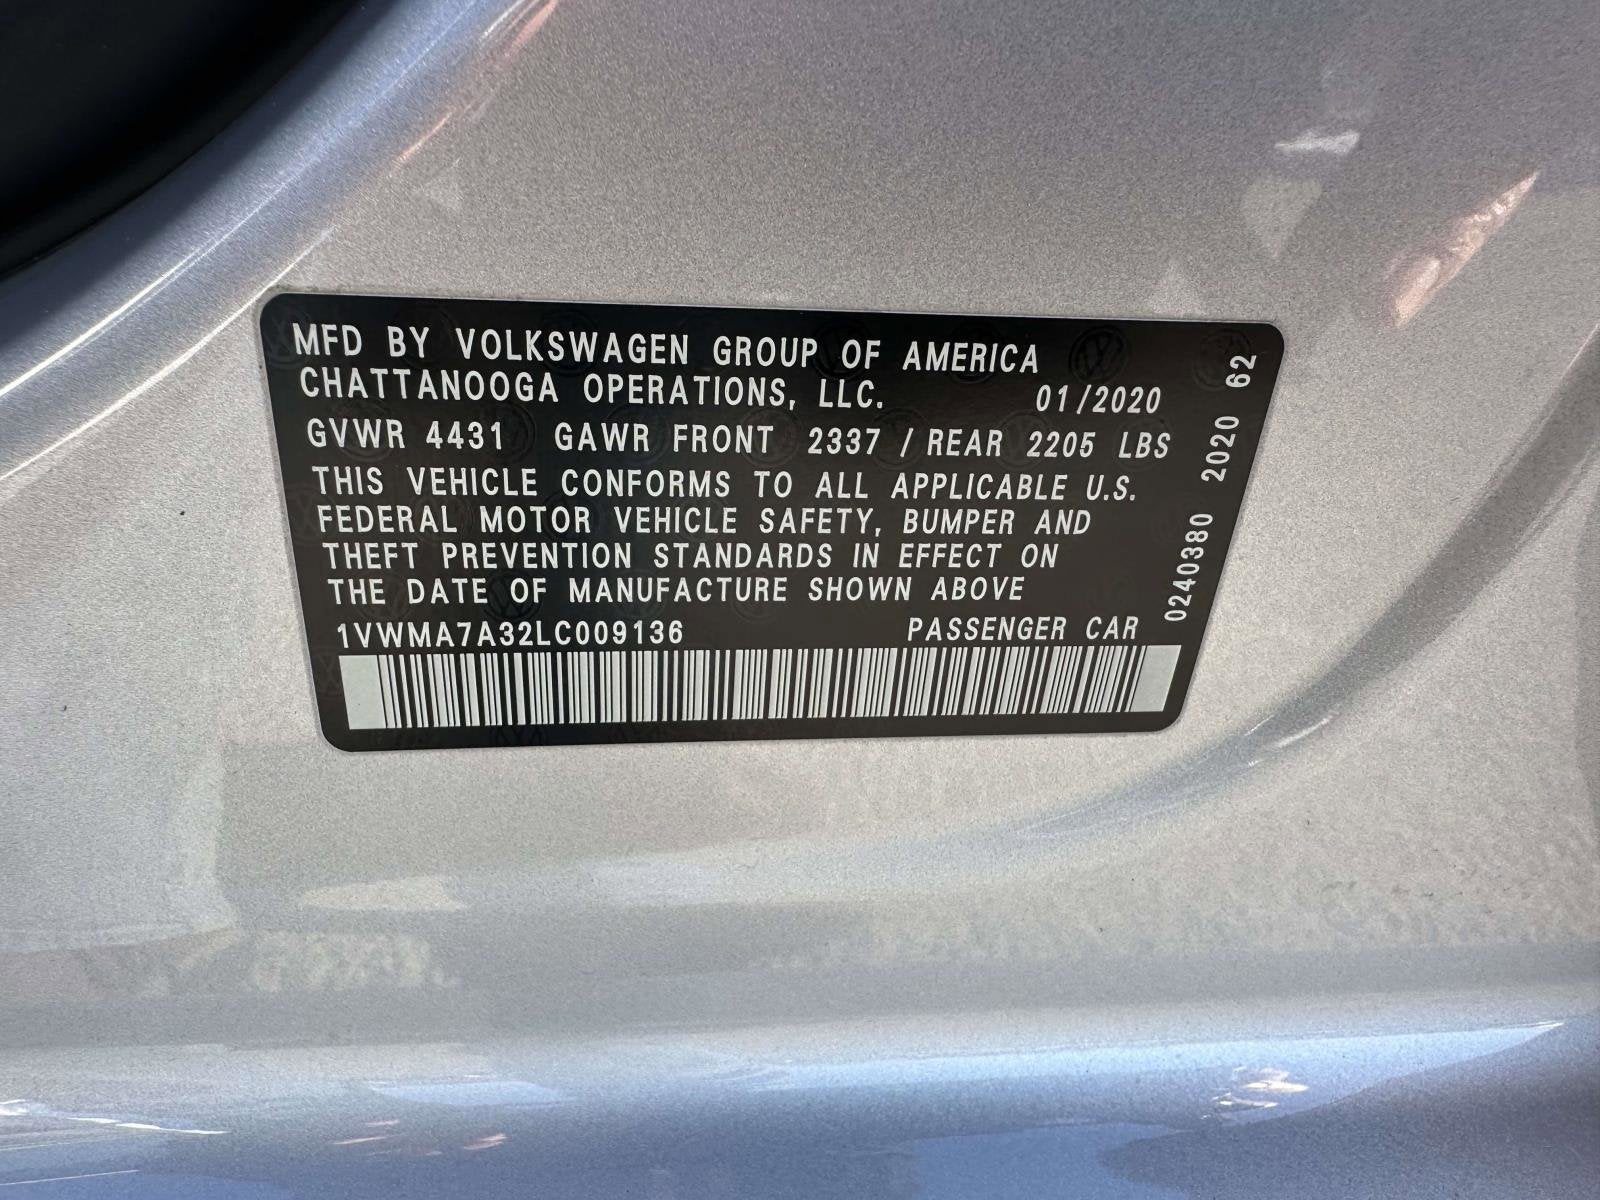 MFD BY VOLKSWAGEN GROUP OF AMERICA
CHATTANOOGA OPERATIONS, LLC. 01/2020
GVWR 4431 GAWR FRONT 2337 / REAR 2205 LBS
THIS VEHICLE CONFORMS TO ALL APPLICABLE U.S.
FEDERAL MOTOR VEHICLE SAFETY, BUMPER AND
THEFT PREVENTION STANDARDS IN EFFECT ON
THE DATE OF MANUFACTURE SHOWN ABOVE
1VWMA7A32LC009136 PASSENGER CAR
0240380 2020 62